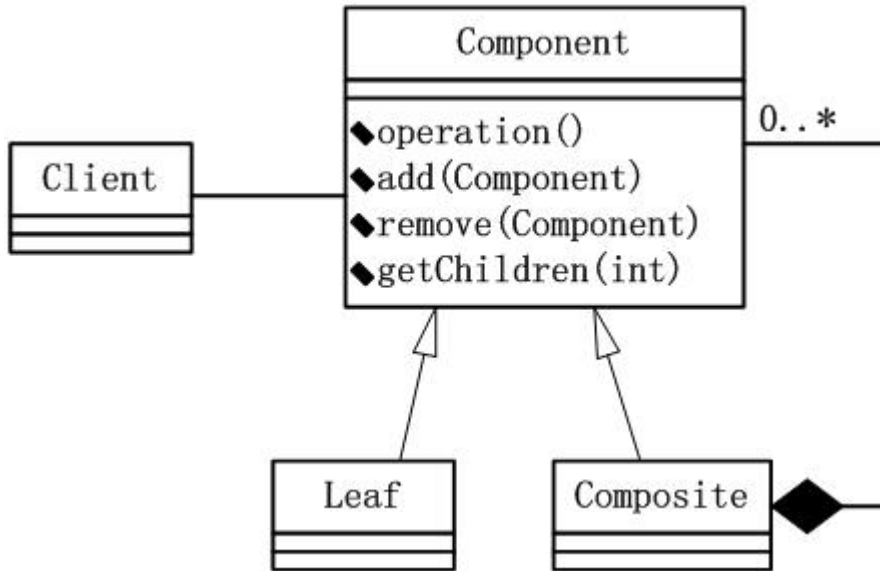 Component
0..*
operation()
Client
add(Component)
remove(Component)
getChildren(int)
Leaf
Composite